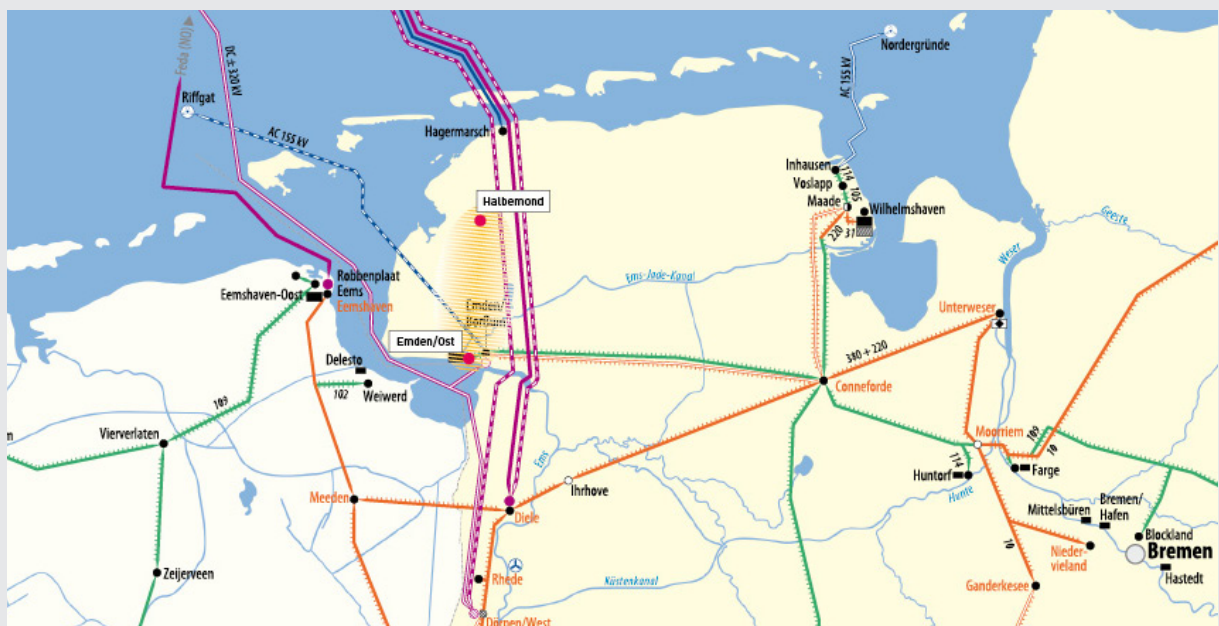 Feda (NO)
DC ± 320 kV
Riffgat
AC 155 kV
Hagermarsch
Nordergründe
AC 155 kV
Inhausen
114
Voslapp
105
Maade
Wilhelmshaven
31
220
Halbemond
Geeste
Weser
Ems-Jade-Kanal
Robbenplaat
Eems
Eemshaven-Oost
Eemshaven
Emden/
Emden/Ost
Unterweser
380 + 220
Delesto
102
Weiwerd
Conneforde
109
Vierverlaten
Moorriem
109
10
Farge
114
Huntorf
Hunte
Ems
Ihrhove
Meeden
Diele
Mittelsbüren
Bremen/
Hafen
Blockland
Bremen
Hastedt
10
Nieder-
vieland
Zeijerveen
Rhede
Küstenkanal
Ganderkesee
Dörpen/West